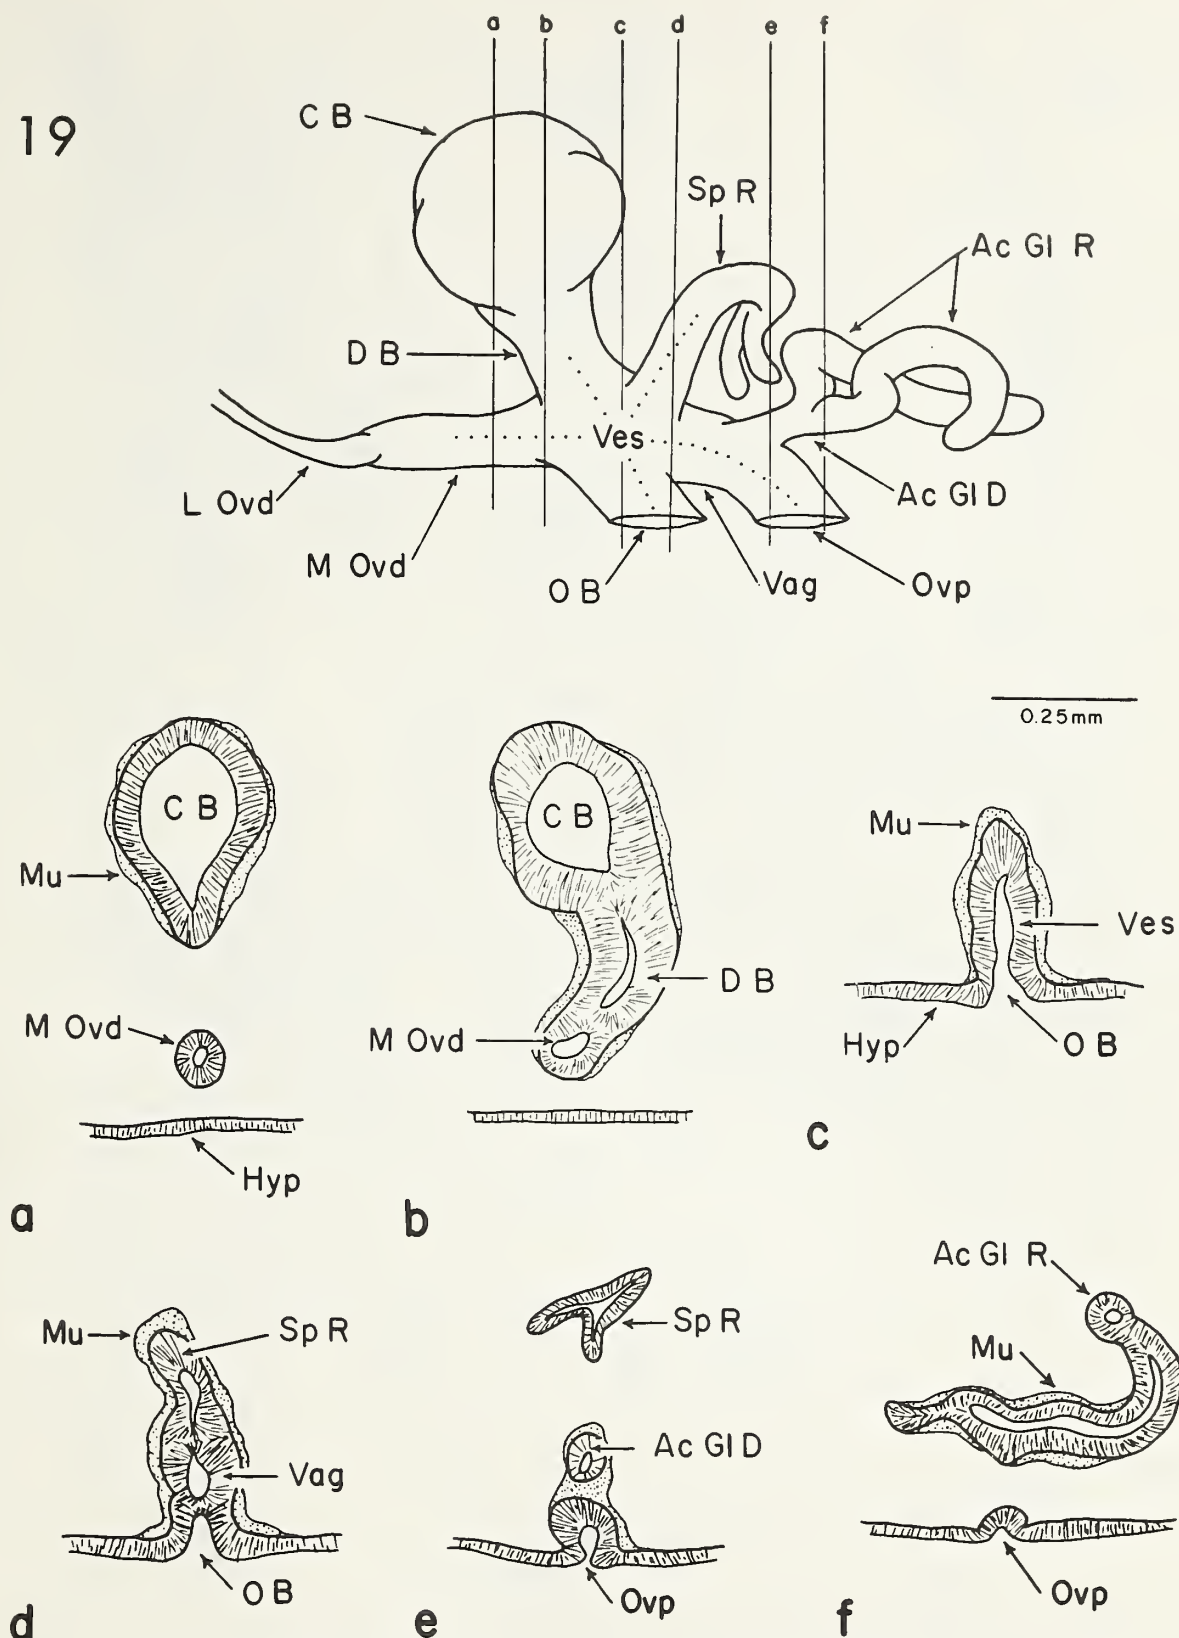 a b c d e f
19
C B
Sp R
Ac Gl R
D B
Ves
L Ovd
Ac Gl D
M Ovd
O B
Vag
Ovp
0.25mm
C B
Mu
M Ovd
Hyp
a
C B
D B
M Ovd
b
Mu
Ves
Hyp
O B
c
Mu
Sp R
Vag
O B
d
Sp R
Ac Gl D
Ovp
e
Ac Gl R
Mu
Ovp
f